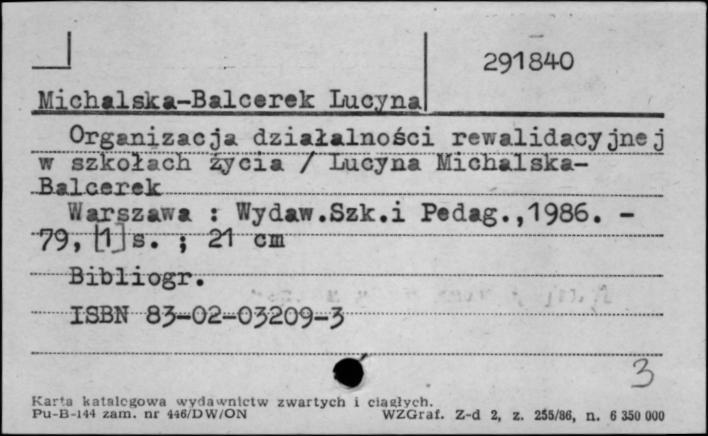 291840
Michalska-Balcerek Lucyna
Organizacja działalności rewalidacyjnej
w szkołach życia / Lucyna Michalska-
Balcerek
Warszawa : Wydaw.Szk.i Pedag.,1986. -
79, [1] s. ; 21 cm
Bibliogr.
ISBN 83-02-03209-3
3
Karta katalogowa wydawnictw zwartych i ciągłych.
Pu-B-144 zam. nr 446/DW/ON WZGraf. Z-d 2, z. 255/86, n. 6 350 000